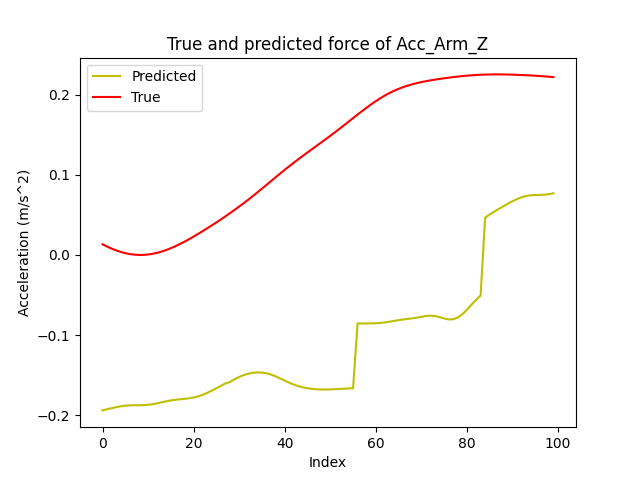 True and predicted force of Acc_Arm_Z
Predicted
True
Acceleration (m/s^2)
0.2
0.1
0.0
−0.1
−0.2
0 20 40 60 80 100
Index